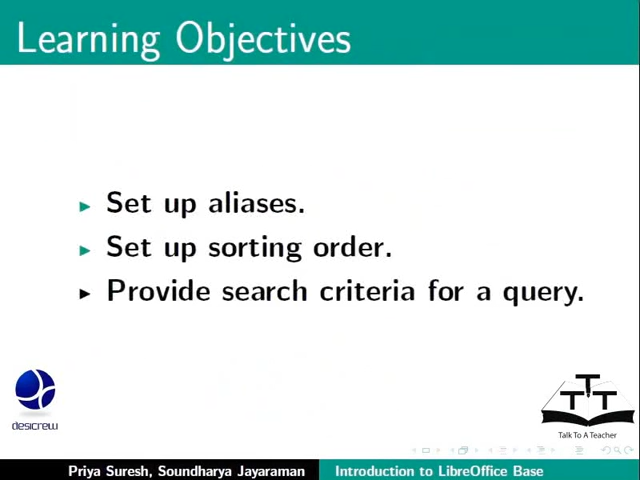 Learning Objectives
Set up aliases.
Set up sorting order.
Provide search criteria for a query.
desicrew
T
T T
Talk To A Teacher
Priya Suresh, Soundharya Jayaraman Introduction to LibreOffice Base